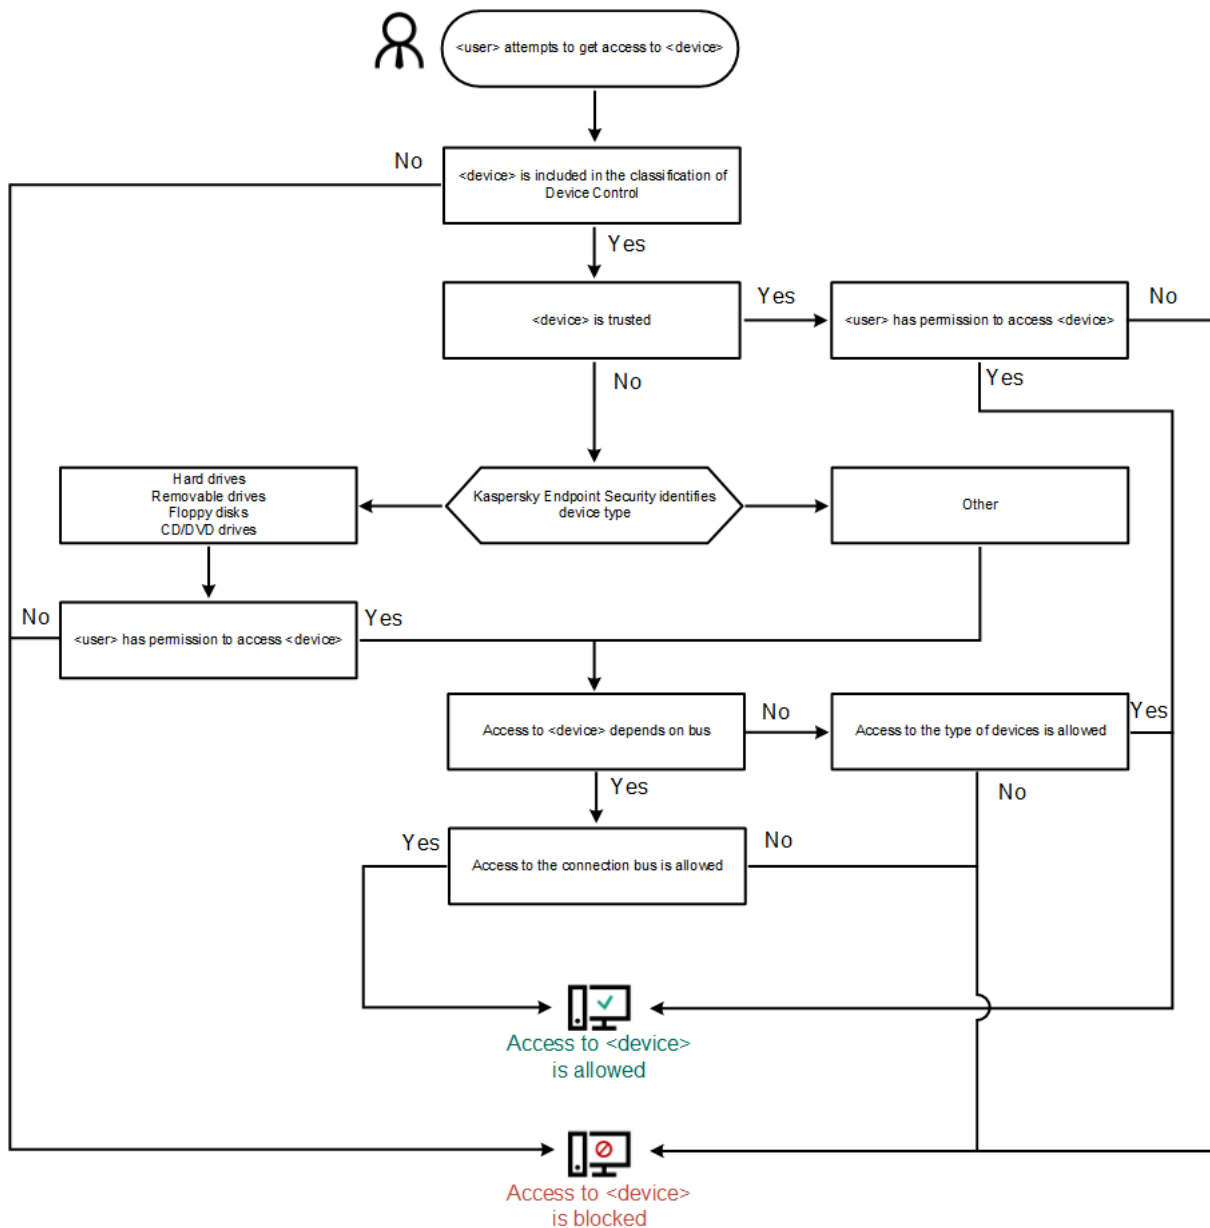 <user> attempts to get access to <device>
No
<device> is included in the classification of
Device Control
Yes
<device> is trusted
Yes
<user> has permission to access <device>
No
No
Yes
Hard drives
Removable drives
Floppy disks
CD/DVD drives
Kaspersky Endpoint Security identifies
device type
Other
No
<user> has permission to access <device>
Yes
Access to <device> depends on bus
No
Access to the type of devices is allowed
Yes
Yes
No
Yes
Access to the connection bus is allowed
No
Access to <device>
is allowed
Access to <device>
is blocked